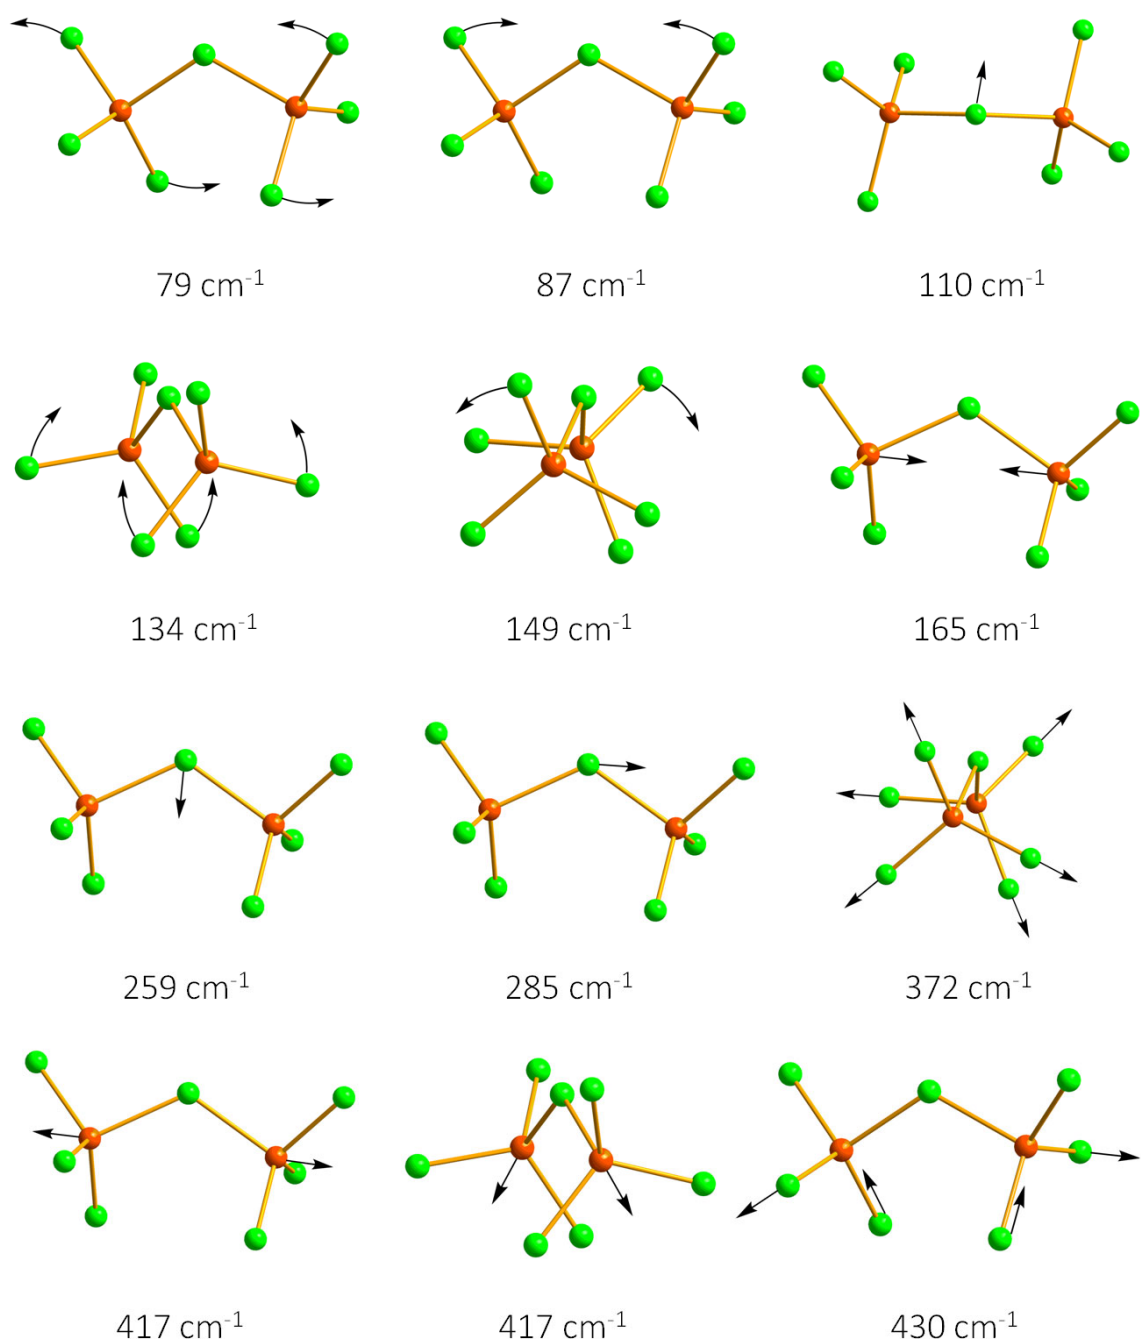 79 cm⁻¹ 87 cm⁻¹ 110 cm⁻¹
134 cm⁻¹ 149 cm⁻¹ 165 cm⁻¹
259 cm⁻¹ 285 cm⁻¹ 372 cm⁻¹
417 cm⁻¹ 417 cm⁻¹ 430 cm⁻¹